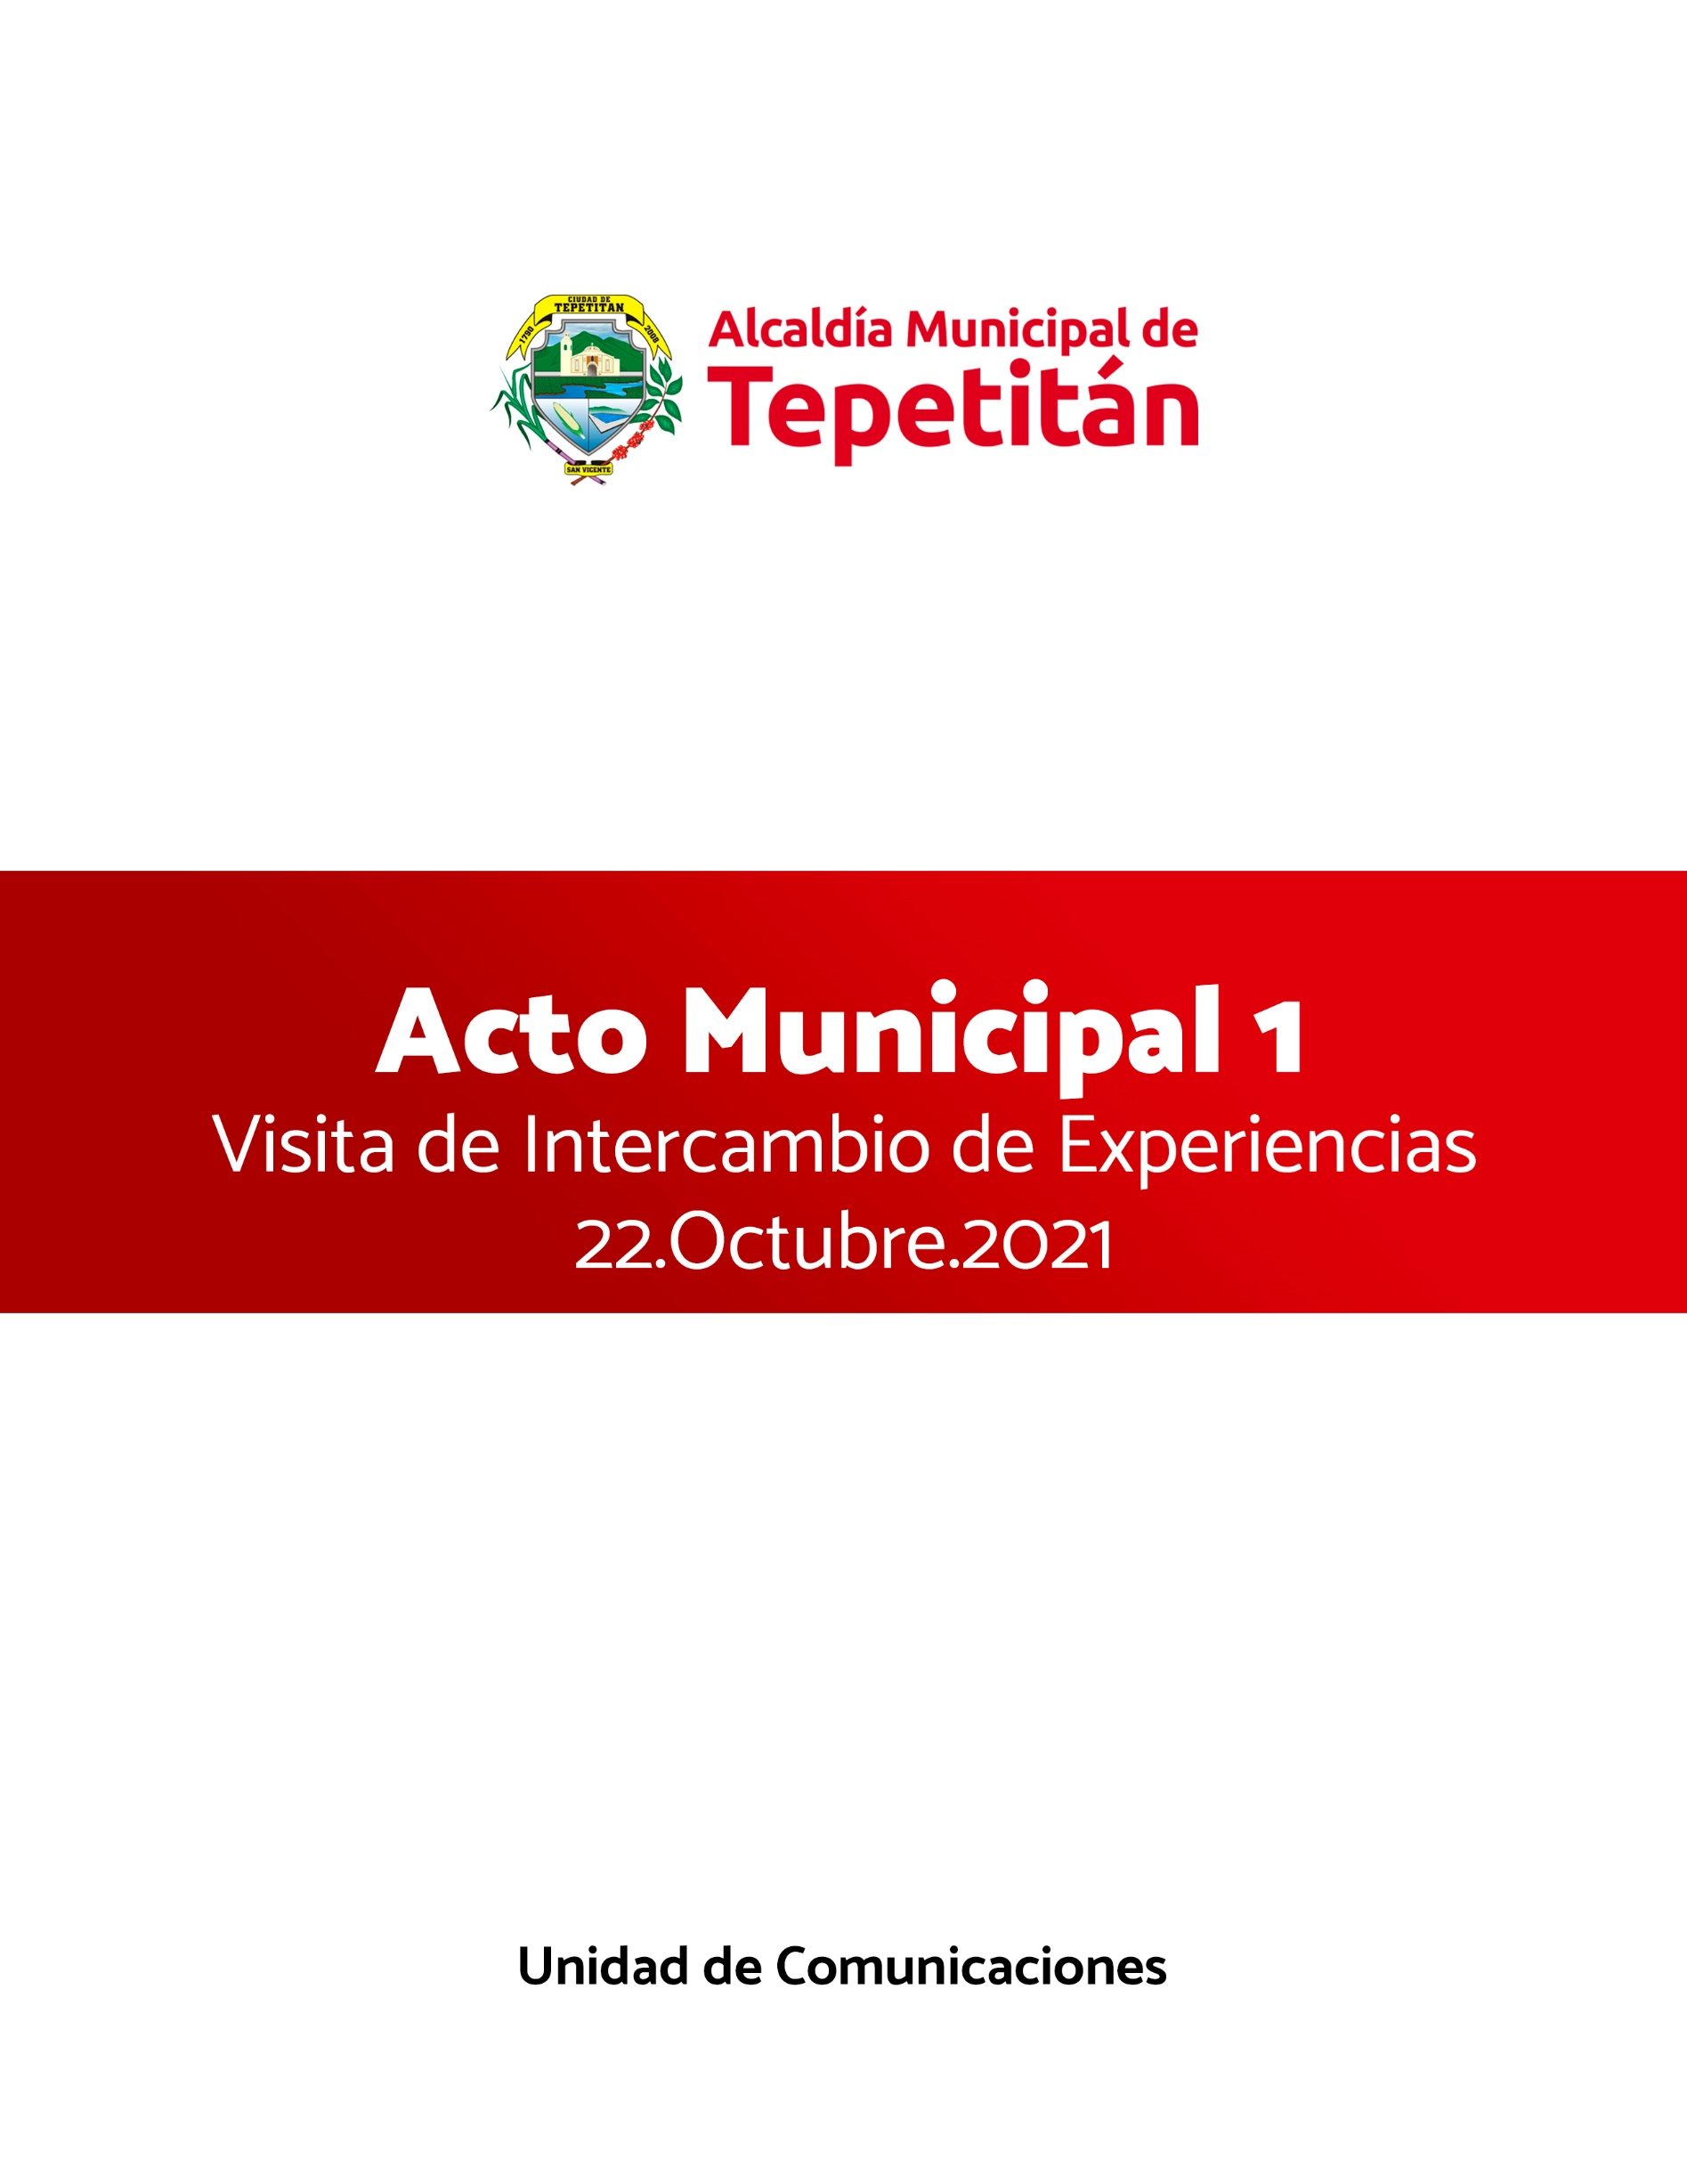 CIUDAD DE
TEPETITAN
1790
2008
SAN VICENTE
Alcaldía Municipal de
Tepetitán
Acto Municipal 1
Visita de Intercambio de Experiencias
22.Octubre.2021
Unidad de Comunicaciones